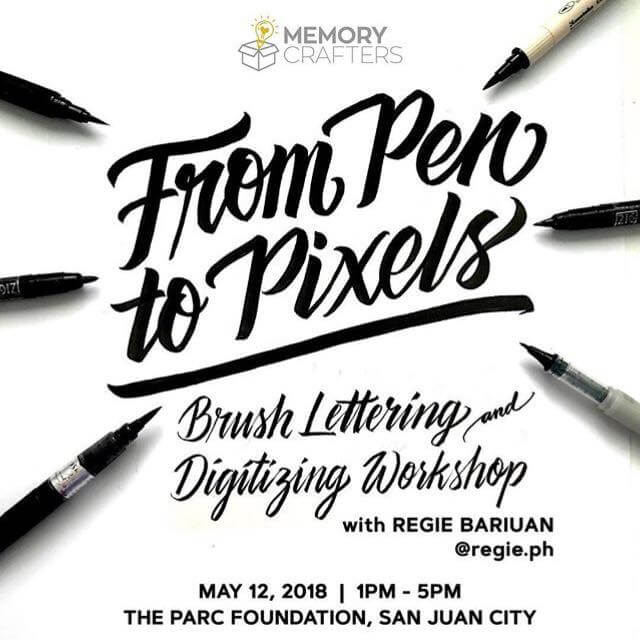 MEMORY
CRAFTERS
From Pen
to Pixels
Brush Lettering and
Digitizing Workshop
with REGIE BARIUAN
@regie.ph
MAY 12, 2018 | 1PM - 5PM
THE PARC FOUNDATION, SAN JUAN CITY